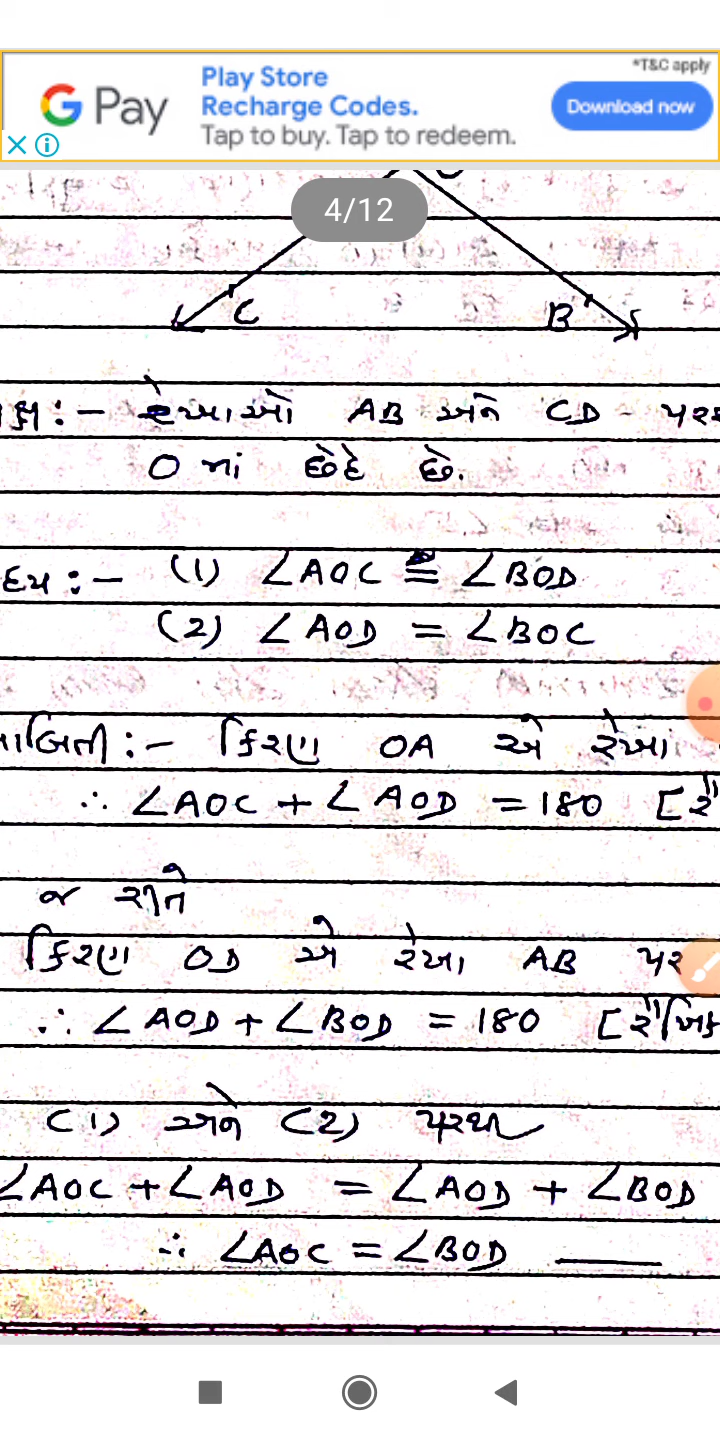 *T&C apply
G Pay
Play Store
Recharge Codes.
Tap to buy. Tap to redeem.
Download now
4/12
C B
રેખાઓ AB અને CD
O માં છેદે છે.
(1) ∠AOC = ∠BOD
(2) ∠AOD = ∠BOC
:- કિરણ OA એ રેખા
∴ ∠AOC + ∠AOD = 180 [
જ રીતે
કિરણ OD એ રેખા AB પર
∴ ∠AOD + ∠BOD = 180 [રૈખિક
(1) અને (2) પરથી
∠AOC + ∠AOD = ∠AOD + ∠BOD
∴ ∠AOC = ∠BOD